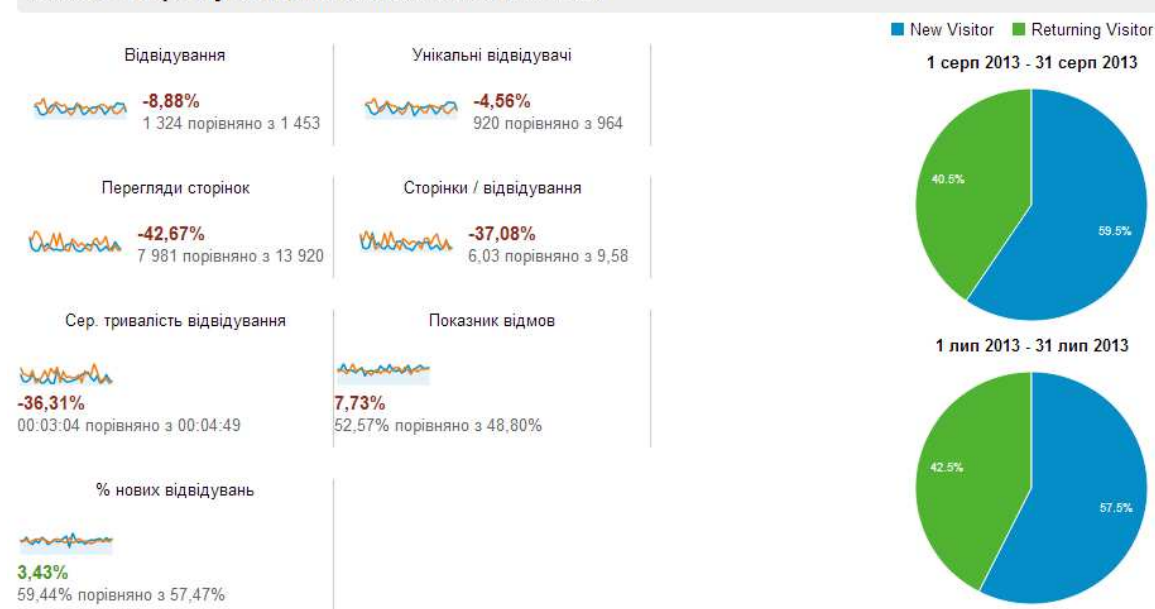 Відвідування
-8,88%
1 324 порівняно з 1 453
Унікальні відвідувачі
-4,56%
920 порівняно з 964
Перегляди сторінок
-42,67%
7 981 порівняно з 13 920
Сторінки / відвідування
-37,08%
6,03 порівняно з 9,58
Сер. тривалість відвідування
-36,31%
00:03:04 порівняно з 00:04:49
Показник відмов
7,73%
52,57% порівняно з 48,80%
% нових відвідувань
3,43%
59,44% порівняно з 57,47%
New Visitor Returning Visitor
1 серп 2013 - 31 серп 2013
40.5%
59.5%
1 лип 2013 - 31 лип 2013
42.5%
57.5%